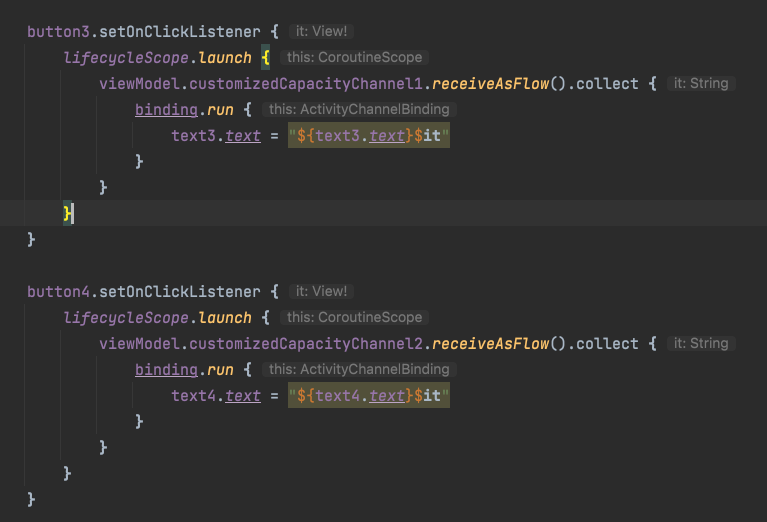 button3.setOnClickListener { it: View!
lifecycleScope.launch { this: CoroutineScope
viewModel.customizedCapacityChannel1.receiveAsFlow().collect { it: String
binding.run { this: ActivityChannelBinding
text3.text = "${text3.text}$it"
}
}
}
}
button4.setOnClickListener { it: View!
lifecycleScope.launch { this: CoroutineScope
viewModel.customizedCapacityChannel2.receiveAsFlow().collect { it: String
binding.run { this: ActivityChannelBinding
text4.text = "${text4.text}$it"
}
}
}
}